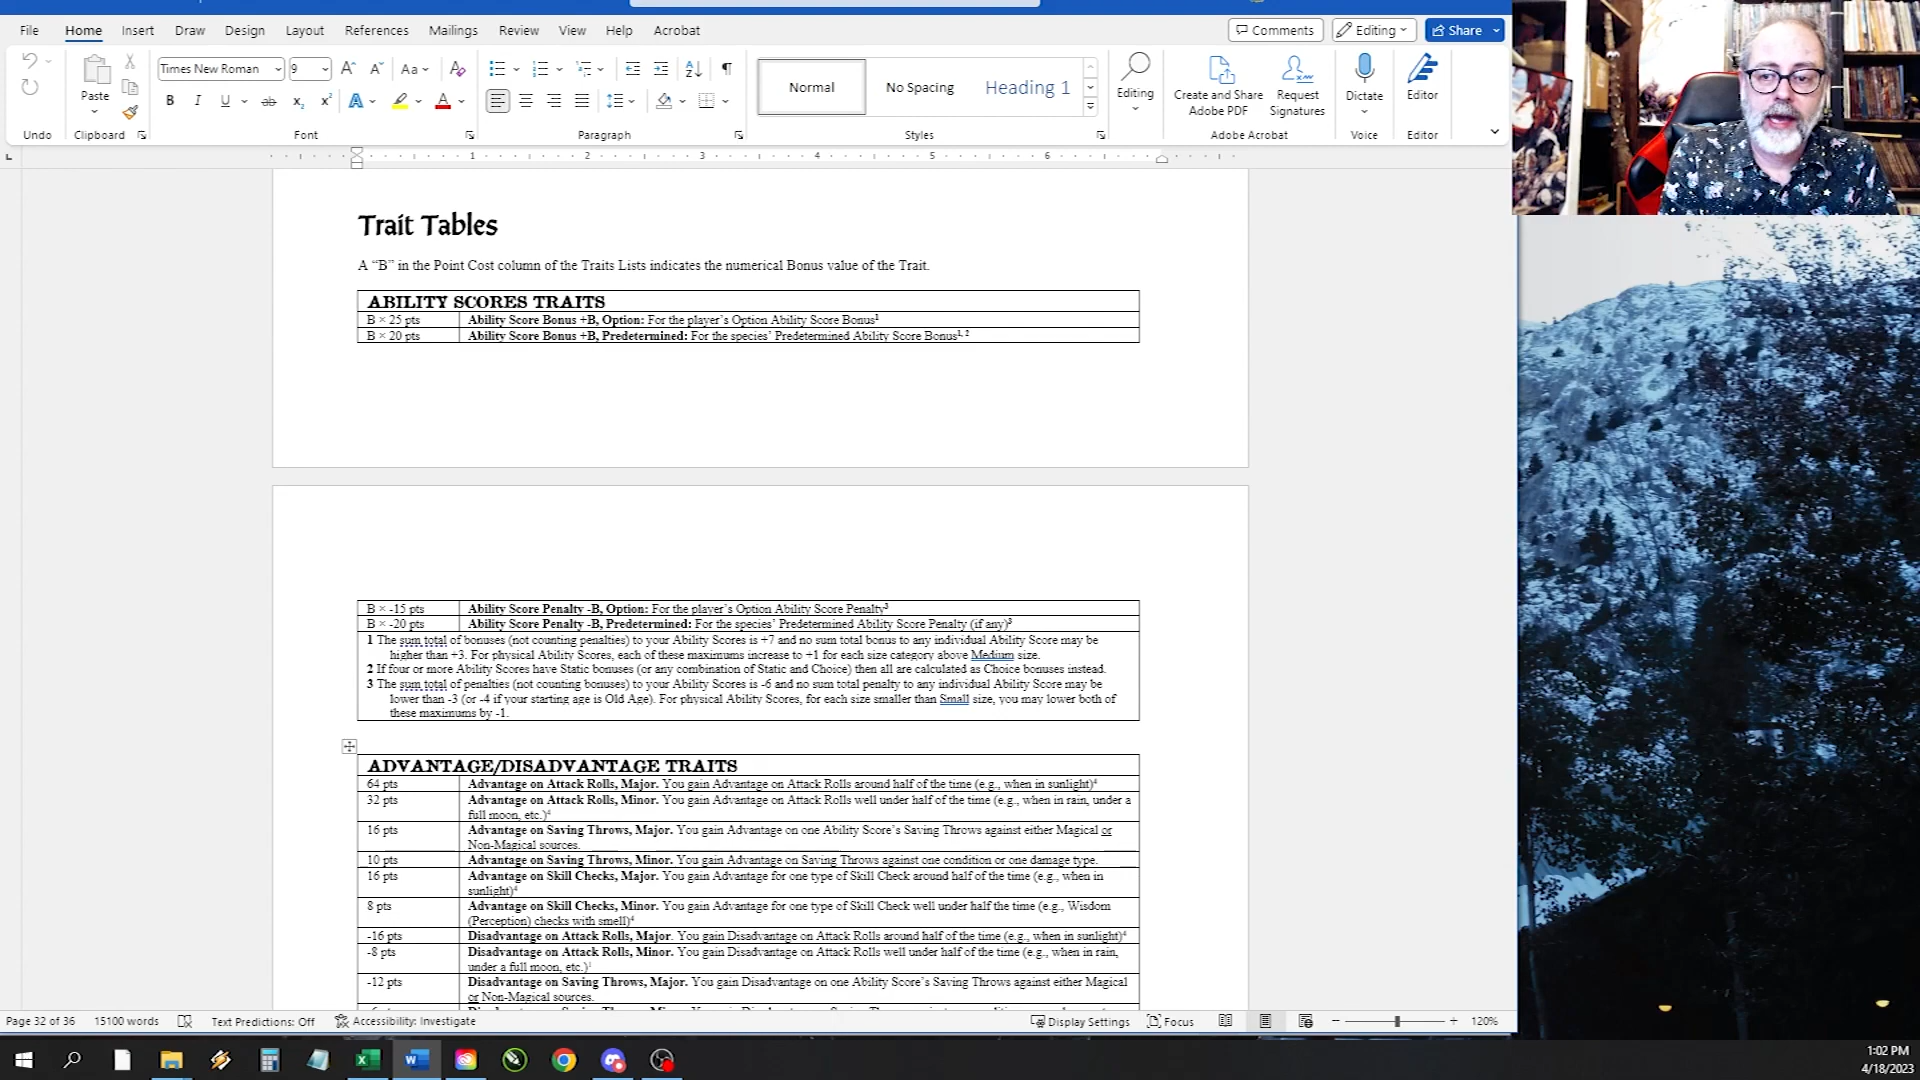 File Home Insert Draw Design Layout References Mailings Review View Help Acrobat Comments Editing Share
Times New Roman 9 Aa
Paste B I U ab x₂ x² A A
Normal No Spacing Heading 1
Editing
Create and Share Adobe PDF
Request Signatures
Dictate
Editor
Undo Clipboard Font Paragraph Styles Adobe Acrobat Voice Editor
1 2 3 4 5 6
Trait Tables
A “B” in the Point Cost column of the Traits Lists indicates the numerical Bonus value of the Trait.
ABILITY SCORES TRAITS
B × 25 pts Ability Score Bonus +B, Option: For the player’s Option Ability Score Bonus¹
B × 20 pts Ability Score Bonus +B, Predetermined: For the species’ Predetermined Ability Score Bonus¹,²
B × -15 pts Ability Score Penalty -B, Option: For the player’s Option Ability Score Penalty³
B × -20 pts Ability Score Penalty -B, Predetermined: For the species’ Predetermined Ability Score Penalty (if any)³
1 The sum total of bonuses (not counting penalties) to your Ability Scores is +7 and no sum total bonus to any individual Ability Score may be
higher than +3. For physical Ability Scores, each of these maximums increase to +1 for each size category above Medium size.
2 If four or more Ability Scores have Static bonuses (or any combination of Static and Choice) then all are calculated as Choice bonuses instead.
3 The sum total of penalties (not counting bonuses) to your Ability Scores is -6 and no sum total penalty to any individual Ability Score may be
lower than -3 (or -4 if your starting age is Old Age). For physical Ability Scores, for each size smaller than Small size, you may lower both of
these maximums by -1.
ADVANTAGE/DISADVANTAGE TRAITS
64 pts Advantage on Attack Rolls, Major. You gain Advantage on Attack Rolls around half of the time (e.g., when in sunlight)⁴
32 pts Advantage on Attack Rolls, Minor. You gain Advantage on Attack Rolls well under half of the time (e.g., when in rain, under a
full moon, etc.)⁴
16 pts Advantage on Saving Throws, Major. You gain Advantage on one Ability Score’s Saving Throws against either Magical or
Non-Magical sources.
10 pts Advantage on Saving Throws, Minor. You gain Advantage on Saving Throws against one condition or one damage type.
16 pts Advantage on Skill Checks, Major. You gain Advantage for one type of Skill Check around half of the time (e.g., when in
sunlight)⁴
8 pts Advantage on Skill Checks, Minor. You gain Advantage for one type of Skill Check well under half the time (e.g., Wisdom
(Perception) checks with smell)⁴
-16 pts Disadvantage on Attack Rolls, Major. You gain Disadvantage on Attack Rolls around half of the time (e.g., when in sunlight)⁴
-8 pts Disadvantage on Attack Rolls, Minor. You gain Disadvantage on Attack Rolls well under half of the time (e.g., when in rain,
under a full moon, etc.)
-12 pts Disadvantage on Saving Throws, Major. You gain Disadvantage on one Ability Score’s Saving Throws against either Magical
or Non-Magical sources.
Page 32 of 36 15100 words Text Predictions: Off Accessibility: Investigate Display Settings Focus 120%
1:02 PM
4/18/2023